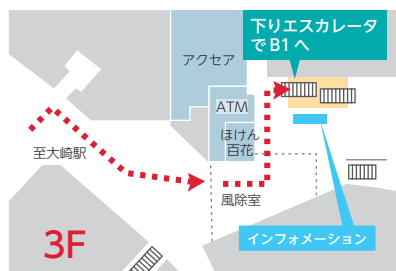 下りエスカレータ
でB1へ
アクセア
ATM
ほけん
百花
至大崎駅
風除室
3F
インフォメーション